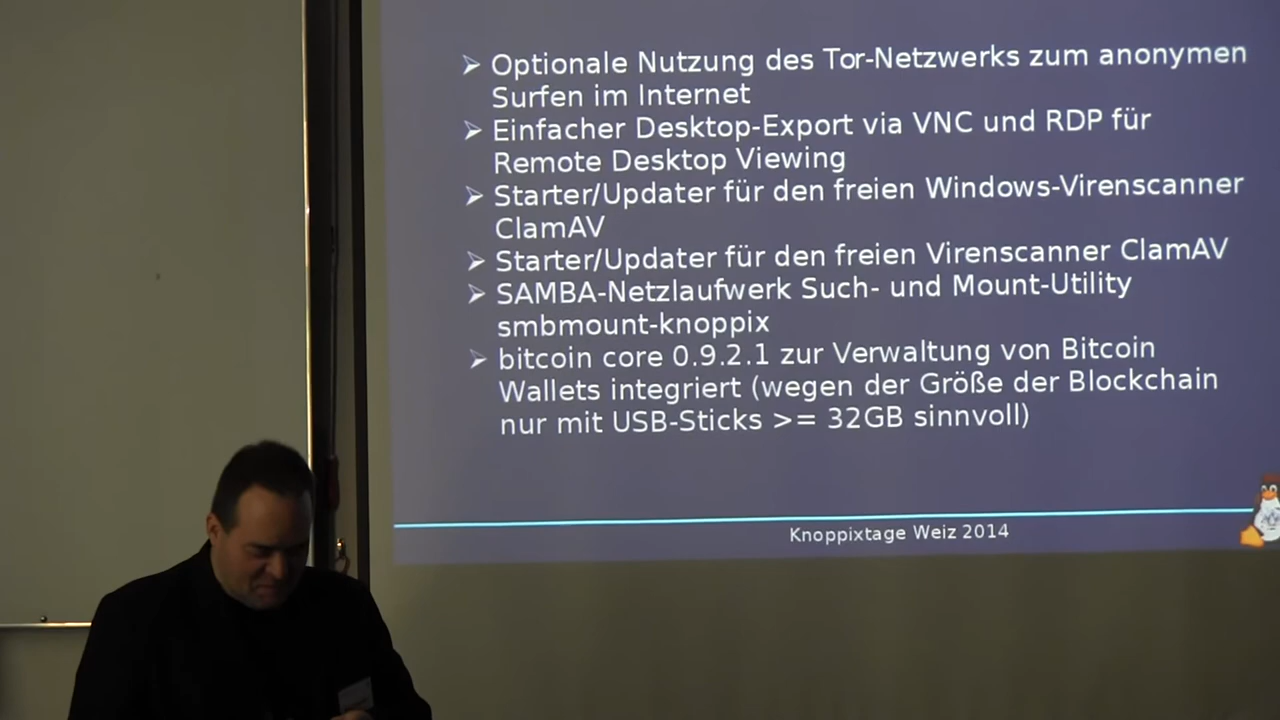 ➢ Optionale Nutzung des Tor-Netzwerks zum anonymen
Surfen im Internet
➢ Einfacher Desktop-Export via VNC und RDP für
Remote Desktop Viewing
➢ Starter/Updater für den freien Windows-Virenscanner
ClamAV
➢ Starter/Updater für den freien Virenscanner ClamAV
➢ SAMBA-Netzlaufwerk Such- und Mount-Utility
smbmount-knoppix
➢ bitcoin core 0.9.2.1 zur Verwaltung von Bitcoin
Wallets integriert (wegen der Größe der Blockchain
nur mit USB-Sticks >= 32GB sinnvoll)
Knoppixtage Weiz 2014